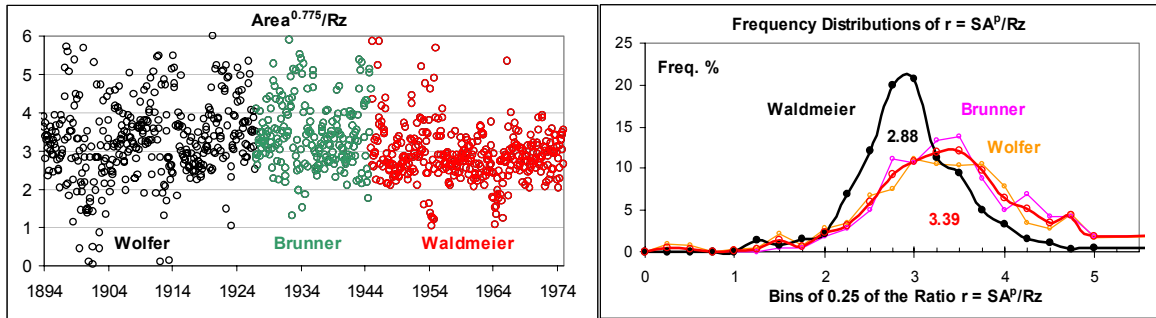 Area^0.775/Rz
6
5
4
3
2
1
0
Wolfer
Brunner
Waldmeier
1894 1904 1914 1924 1934 1944 1954 1964 1974
Frequency Distributions of r = SA^p/Rz
25
20
15
10
5
0
Freq. %
Waldmeier
Brunner
Wolfer
2.88
3.39
0 1 2 3 4 5
Bins of 0.25 of the Ratio r = SA^p/Rz